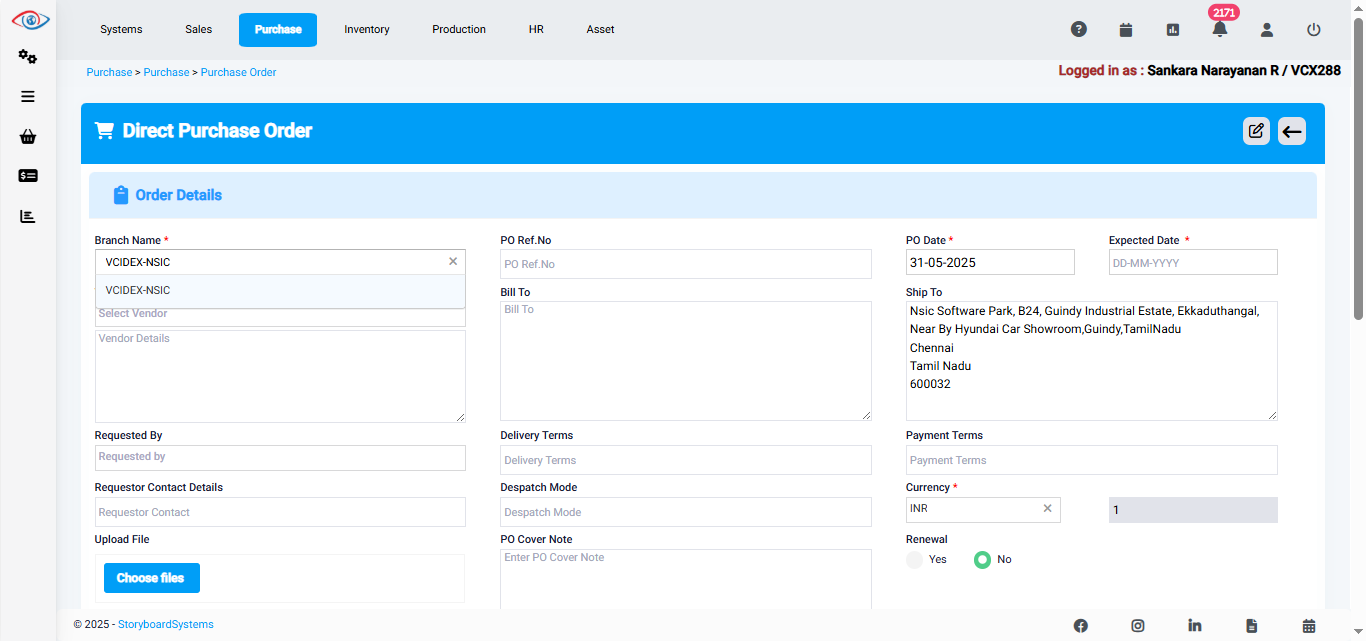 2171
Systems Sales Purchase Inventory Production HR Asset
Purchase > Purchase > Purchase Order
Logged in as : Sankara Narayanan R / VCX288
Direct Purchase Order
Order Details
Branch Name *
VCIDEX-NSIC
VCIDEX-NSIC
Select Vendor
Vendor Details
Requested By
Requested by
Requestor Contact Details
Requestor Contact
Upload File
Choose files
PO Ref.No
PO Ref.No
Bill To
Bill To
Delivery Terms
Delivery Terms
Despatch Mode
Despatch Mode
PO Cover Note
Enter PO Cover Note
PO Date *
31-05-2025
Expected Date *
DD-MM-YYYY
Ship To
Nsic Software Park, B24, Guindy Industrial Estate, Ekkaduthangal,
Near By Hyundai Car Showroom,Guindy,TamilNadu
Chennai
Tamil Nadu
600032
Payment Terms
Payment Terms
Currency *
INR
1
Renewal
Yes No
© 2025 - StoryboardSystems